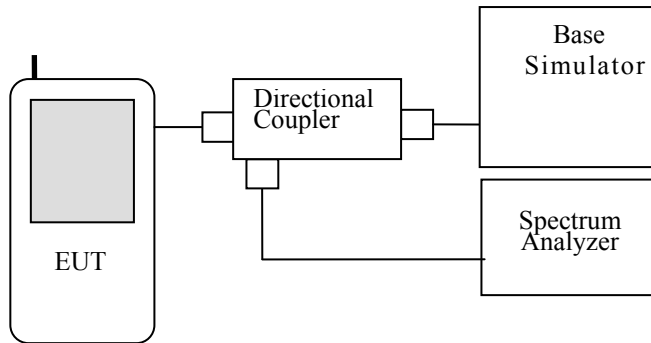 Base
Simulator
Directional
Coupler
EUT
Spectrum
Analyzer